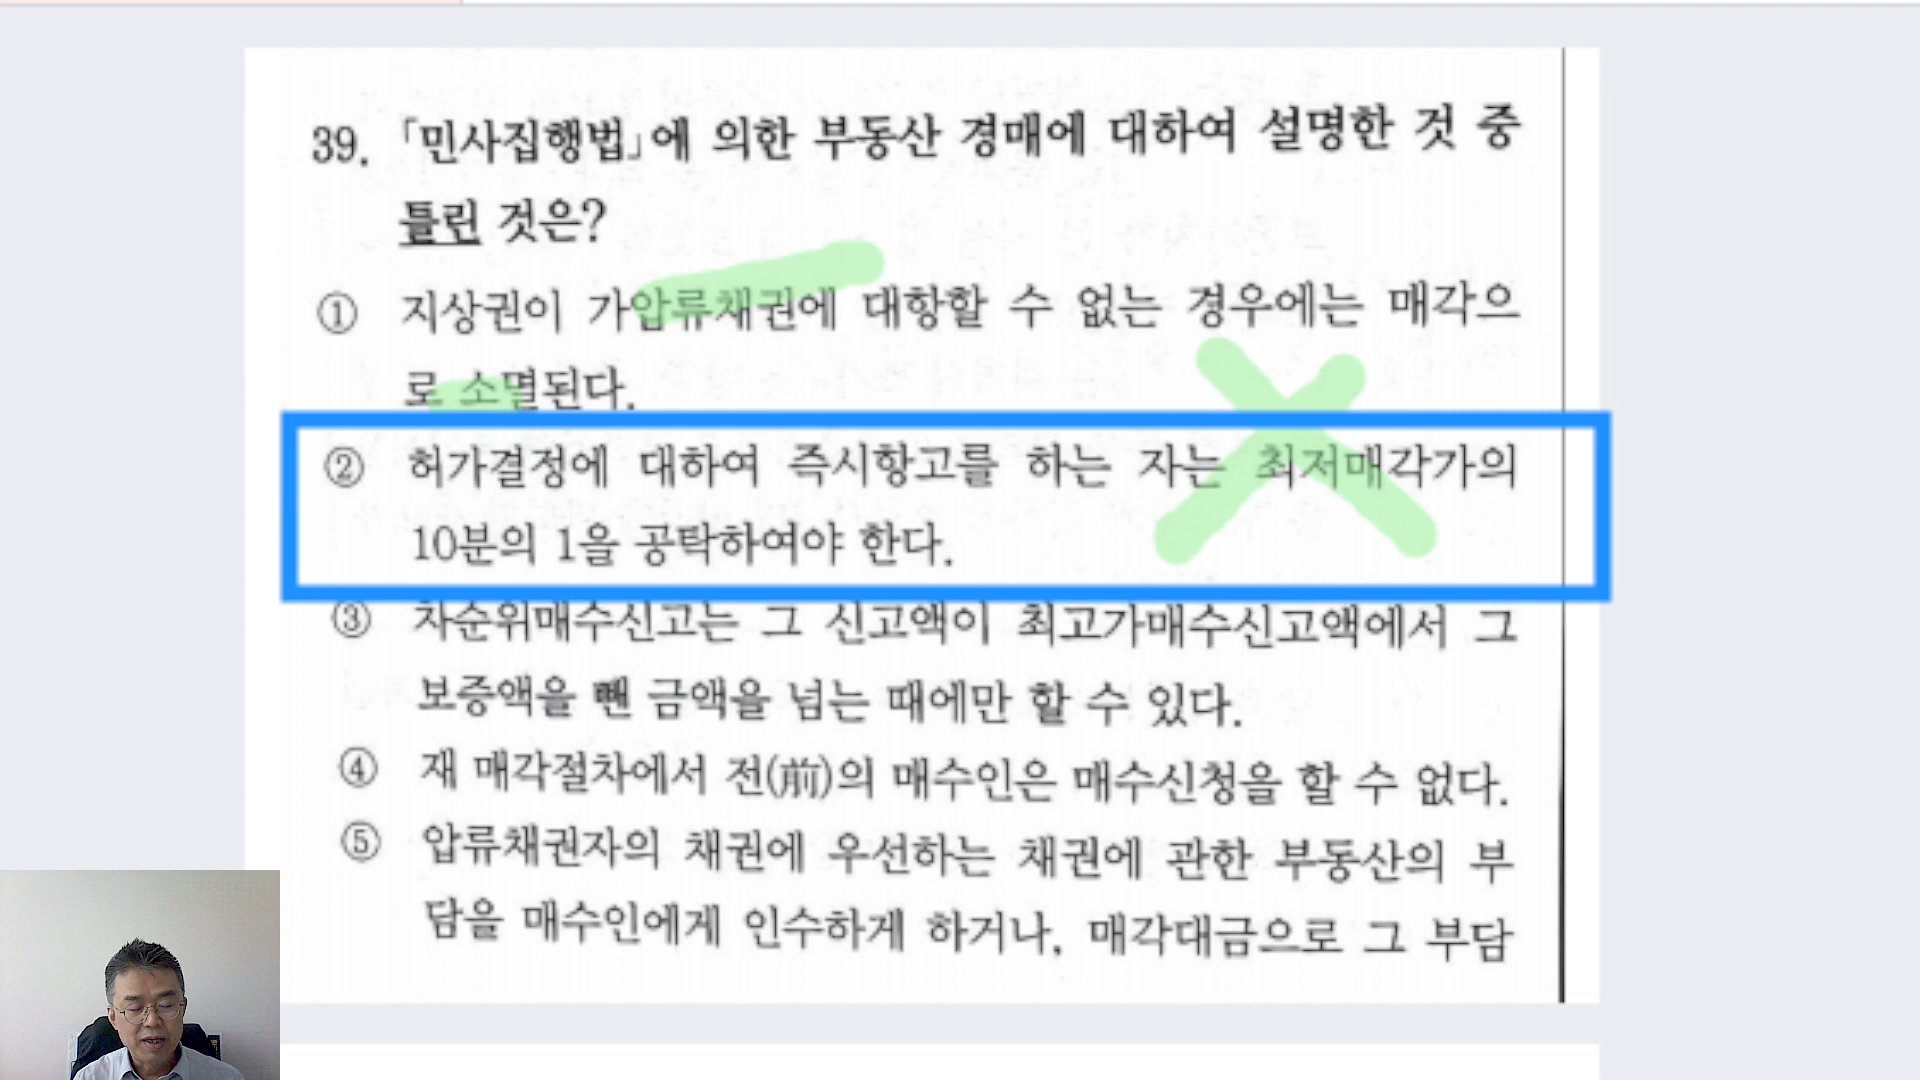 39. 「민사집행법」에 의한 부동산 경매에 대하여 설명한 것 중
틀린 것은?
① 지상권이 가압류채권에 대항할 수 없는 경우에는 매각으
로 소멸된다.
② 허가결정에 대하여 즉시항고를 하는 자는 최저매각가의
10분의 1을 공탁하여야 한다.
③ 차순위매수신고는 그 신고액이 최고가매수신고액에서 그
보증액을 뺀 금액을 넘는 때에만 할 수 있다.
④ 재 매각절차에서 전(前)의 매수인은 매수신청을 할 수 없다.
⑤ 압류채권자의 채권에 우선하는 채권에 관한 부동산의 부
담을 매수인에게 인수하게 하거나, 매각대금으로 그 부담